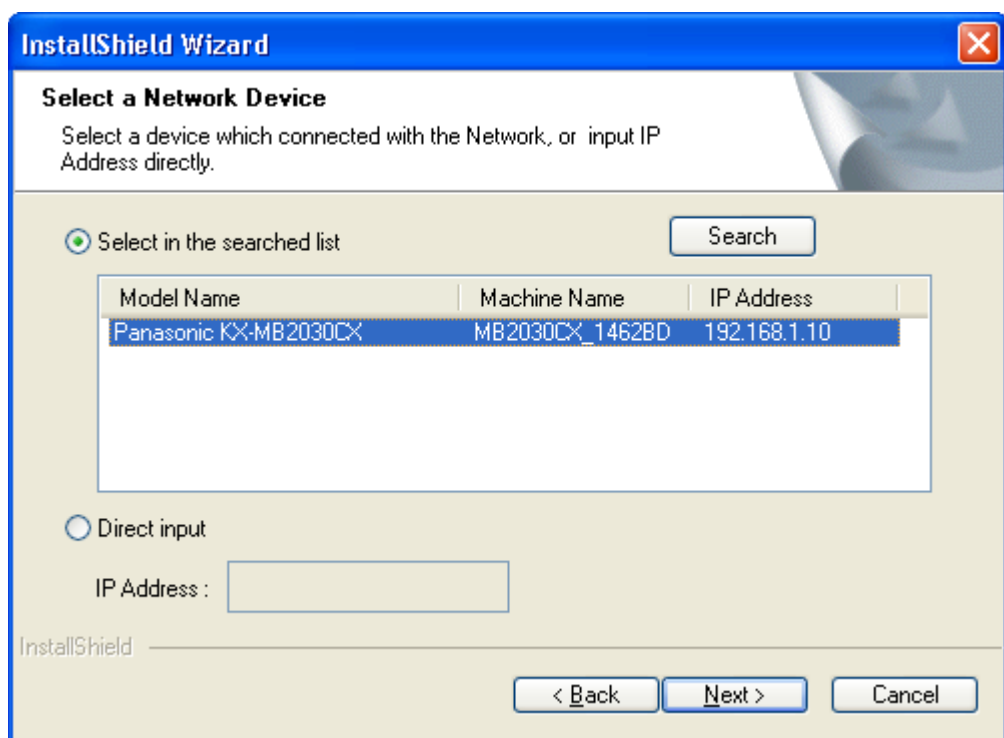 InstallShield Wizard
Select a Network Device
Select a device which connected with the Network, or input IP
Address directly.
Select in the searched list
Search
Model Name Machine Name IP Address
Panasonic KX-MB2030CX MB2030CX_1462BD 192.168.1.10
Direct input
IP Address :
InstallShield
< Back Next > Cancel